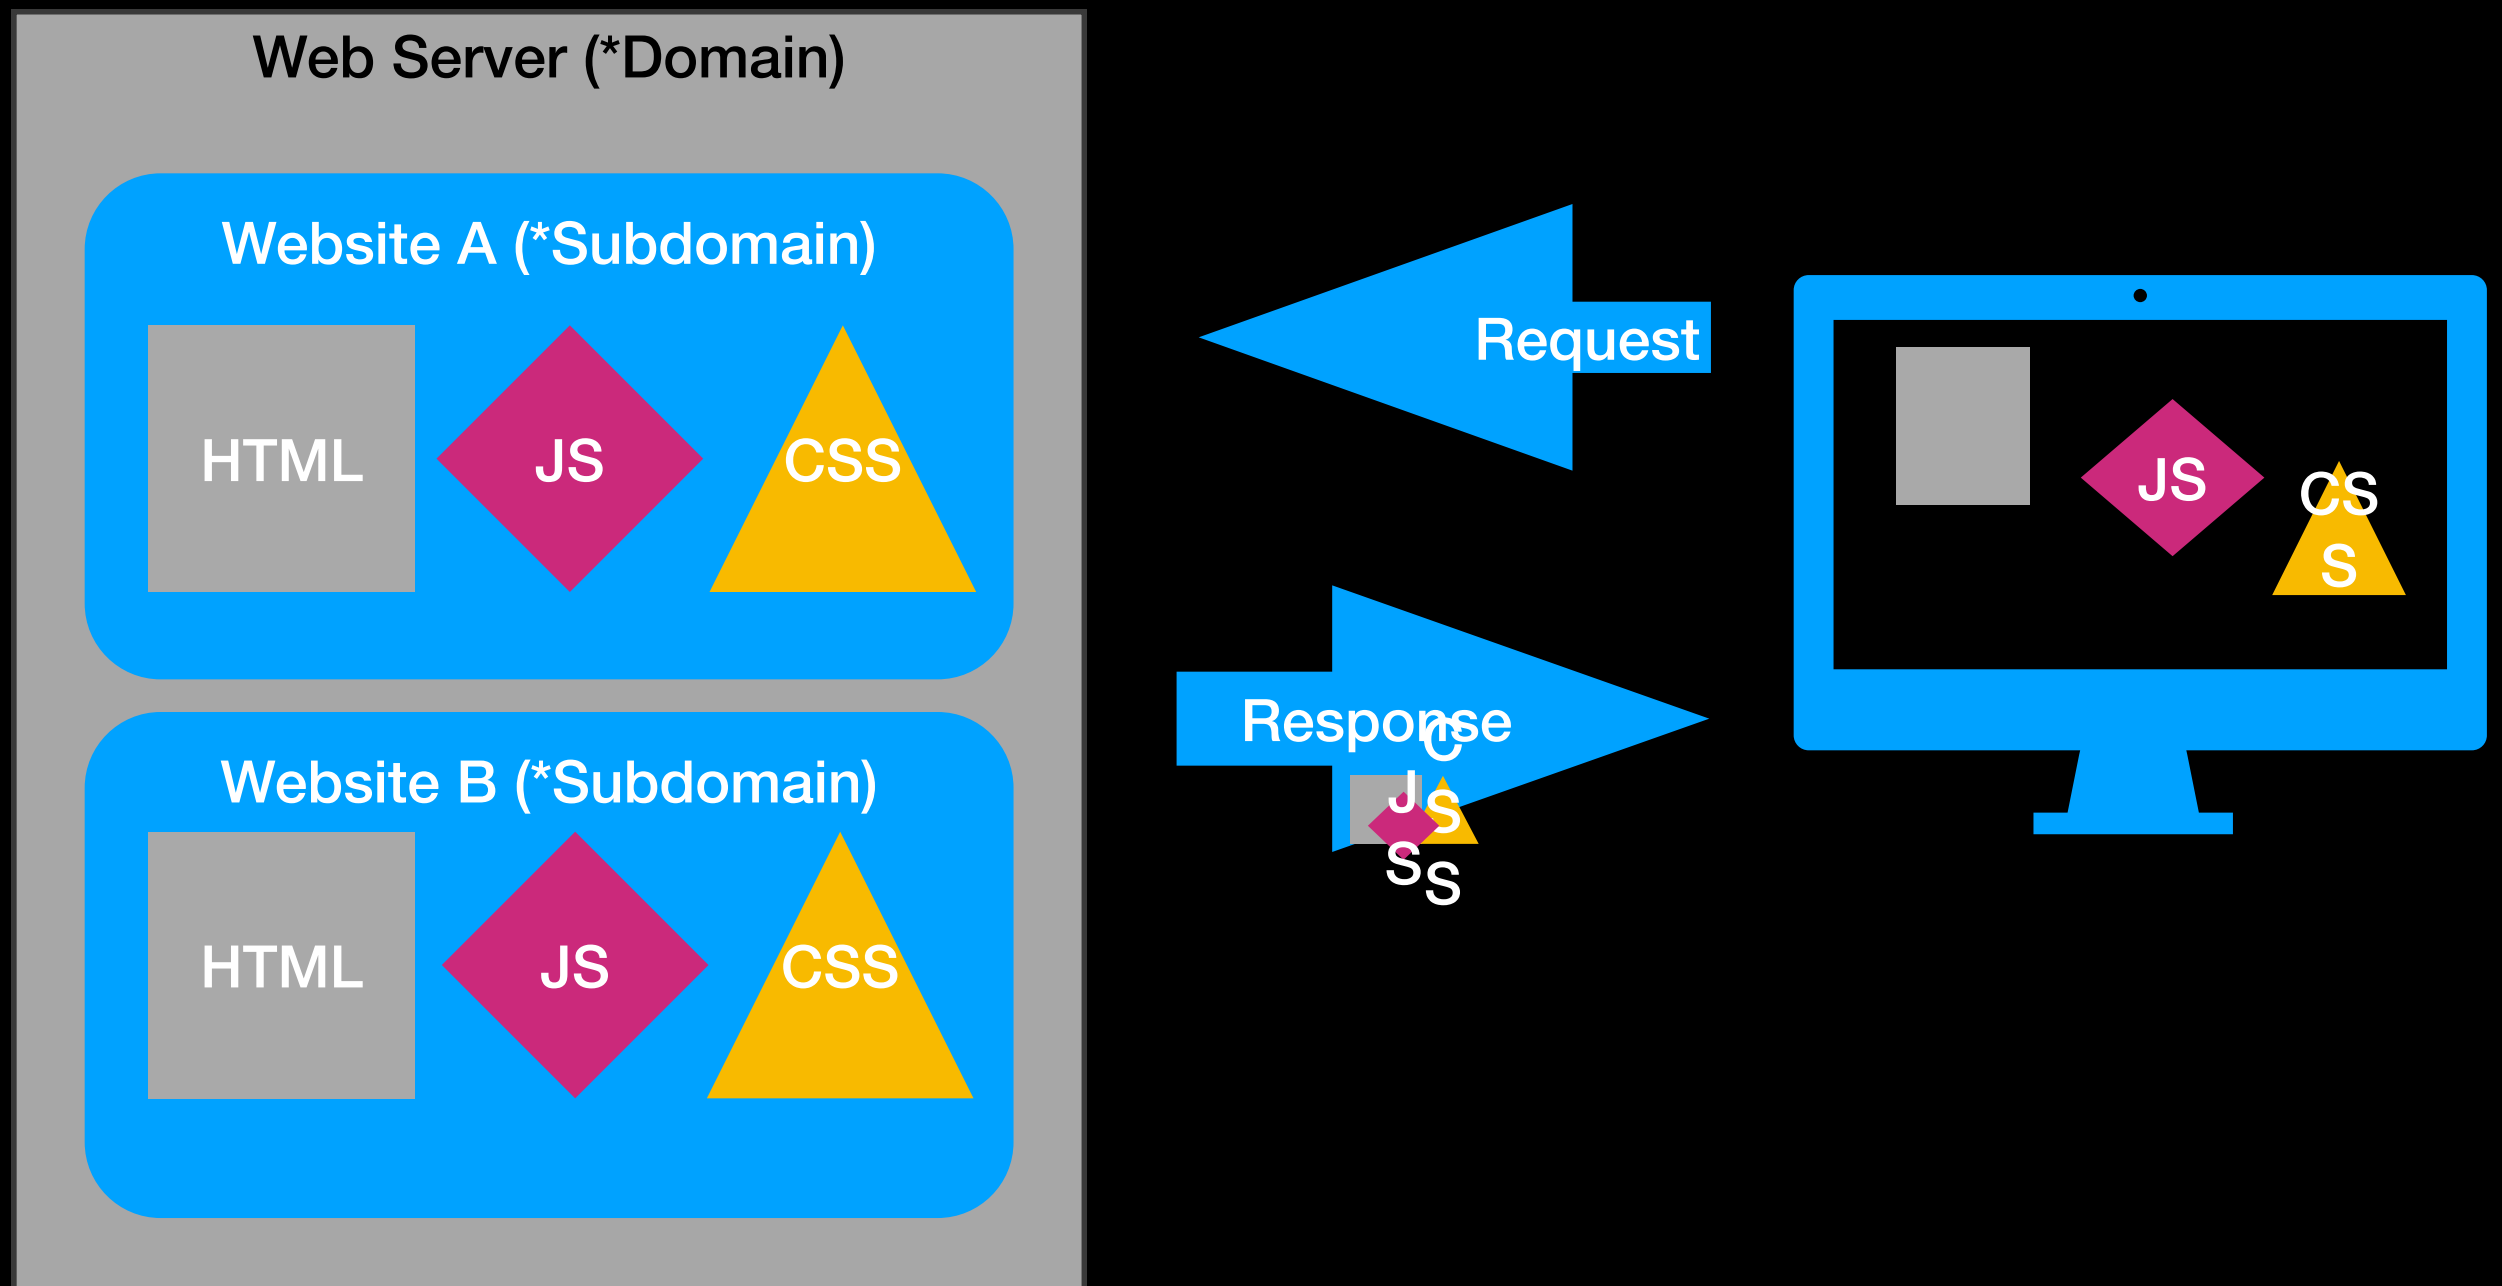 Web Server (*Domain)
Website A (*Subdomain)
HTML
JS
CSS
Website B (*Subdomain)
HTML
JS
CSS
Request
Response
J
S
C
S
S
JS
CS
S